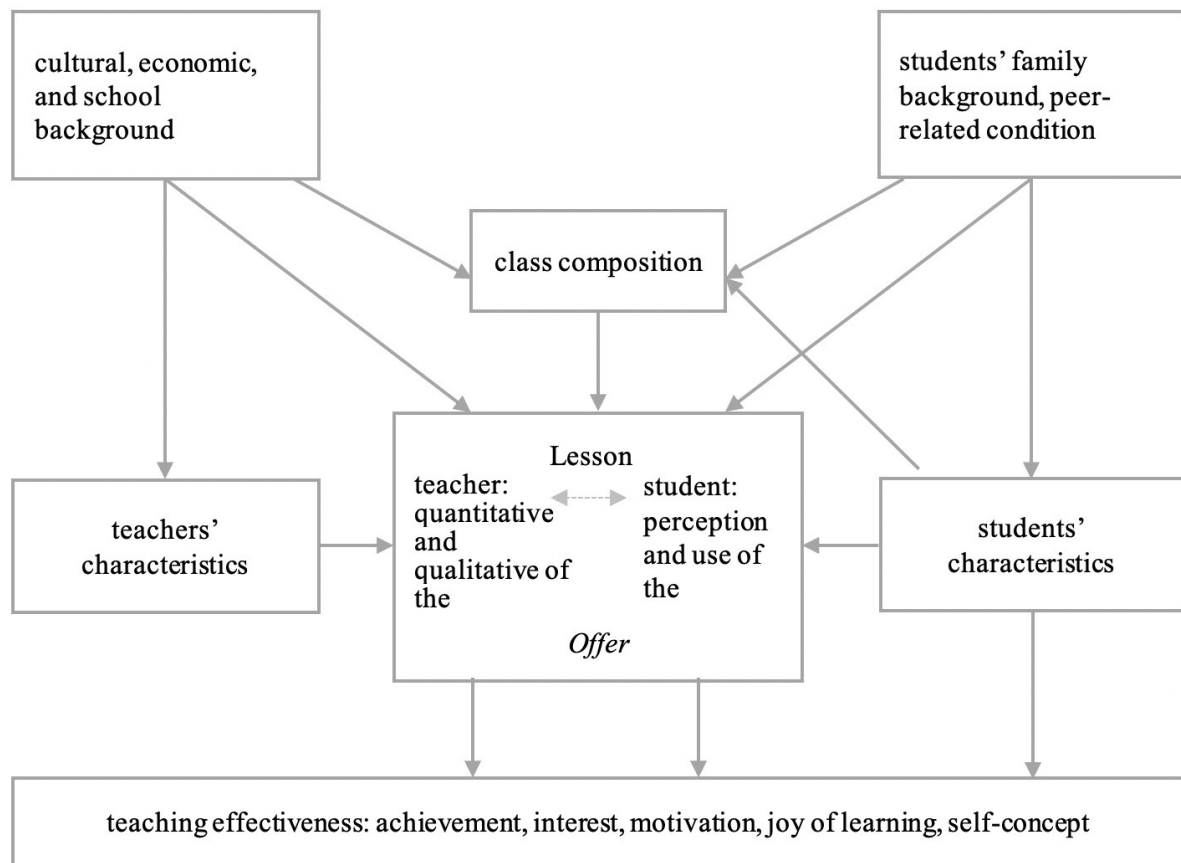 cultural, economic,
and school
background
students’ family
background, peer-
related condition
class composition
Lesson
teacher:
quantitative
and
qualitative of
the
student:
perception
and use of
the
Offer
teachers’
characteristics
students’
characteristics
teaching effectiveness: achievement, interest, motivation, joy of learning, self-concept